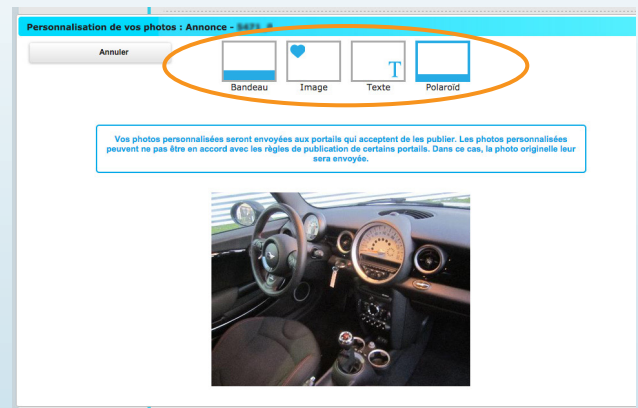 Personnalisation de vos photos : Annonce -
Annuler
T
Bandeau Image Texte Polaroïd
Vos photos personnalisées seront envoyées aux portails qui acceptent de les publier. Les photos personnalisées
peuvent ne pas être en accord avec les règles de publication de certains portails. Dans ce cas, la photo originelle leur
sera envoyée.